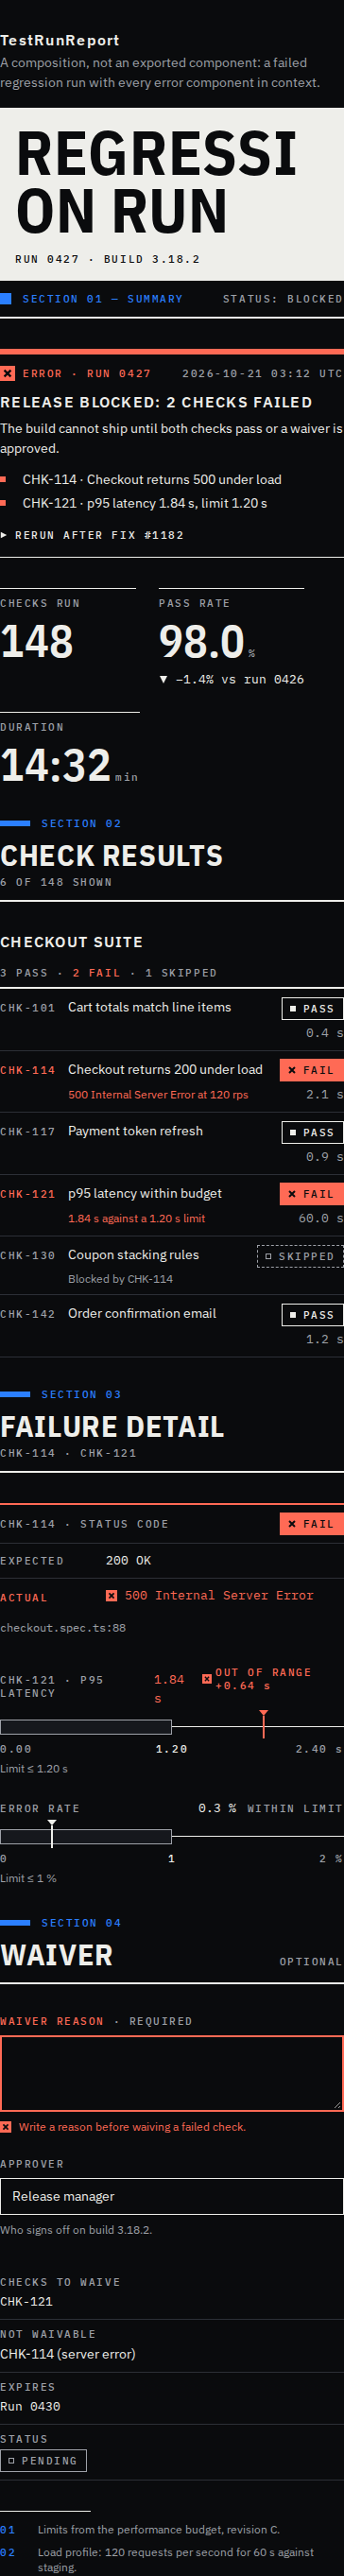 TestRunReport
A composition, not an exported component: a failed
regression run with every error component in context.
REGRESSI
ON RUN
RUN 0427 · BUILD 3.18.2
SECTION 01 — SUMMARY STATUS: BLOCKED
ERROR · RUN 0427 2026-10-21 03:12 UTC
RELEASE BLOCKED: 2 CHECKS FAILED
The build cannot ship until both checks pass or a waiver is
approved.
CHK-114 · Checkout returns 500 under load
CHK-121 · p95 latency 1.84 s, limit 1.20 s
▸ RERUN AFTER FIX #1182
CHECKS RUN PASS RATE
148 98.0 %
▼ −1.4% vs run 0426
DURATION
14:32 min
SECTION 02
CHECK RESULTS
6 OF 148 SHOWN
CHECKOUT SUITE
3 PASS · 2 FAIL · 1 SKIPPED
CHK-101 Cart totals match line items PASS
0.4 s
CHK-114 Checkout returns 200 under load FAIL
500 Internal Server Error at 120 rps 2.1 s
CHK-117 Payment token refresh PASS
0.9 s
CHK-121 p95 latency within budget FAIL
1.84 s against a 1.20 s limit 60.0 s
CHK-130 Coupon stacking rules SKIPPED
Blocked by CHK-114
CHK-142 Order confirmation email PASS
1.2 s
SECTION 03
FAILURE DETAIL
CHK-114 · CHK-121
CHK-114 · STATUS CODE FAIL
EXPECTED 200 OK
ACTUAL 500 Internal Server Error
checkout.spec.ts:88
CHK-121 · P95 LATENCY 1.84 s OUT OF RANGE +0.64 s
0.00 1.20 2.40 s
Limit ≤ 1.20 s
ERROR RATE 0.3 % WITHIN LIMIT
0 1 2 %
Limit ≤ 1 %
SECTION 04
WAIVER OPTIONAL
WAIVER REASON · REQUIRED
Write a reason before waiving a failed check.
APPROVER
Release manager
Who signs off on build 3.18.2.
CHECKS TO WAIVE
CHK-121
NOT WAIVABLE
CHK-114 (server error)
EXPIRES
Run 0430
STATUS
PENDING
01 Limits from the performance budget, revision C.
02 Load profile: 120 requests per second for 60 s against
staging.